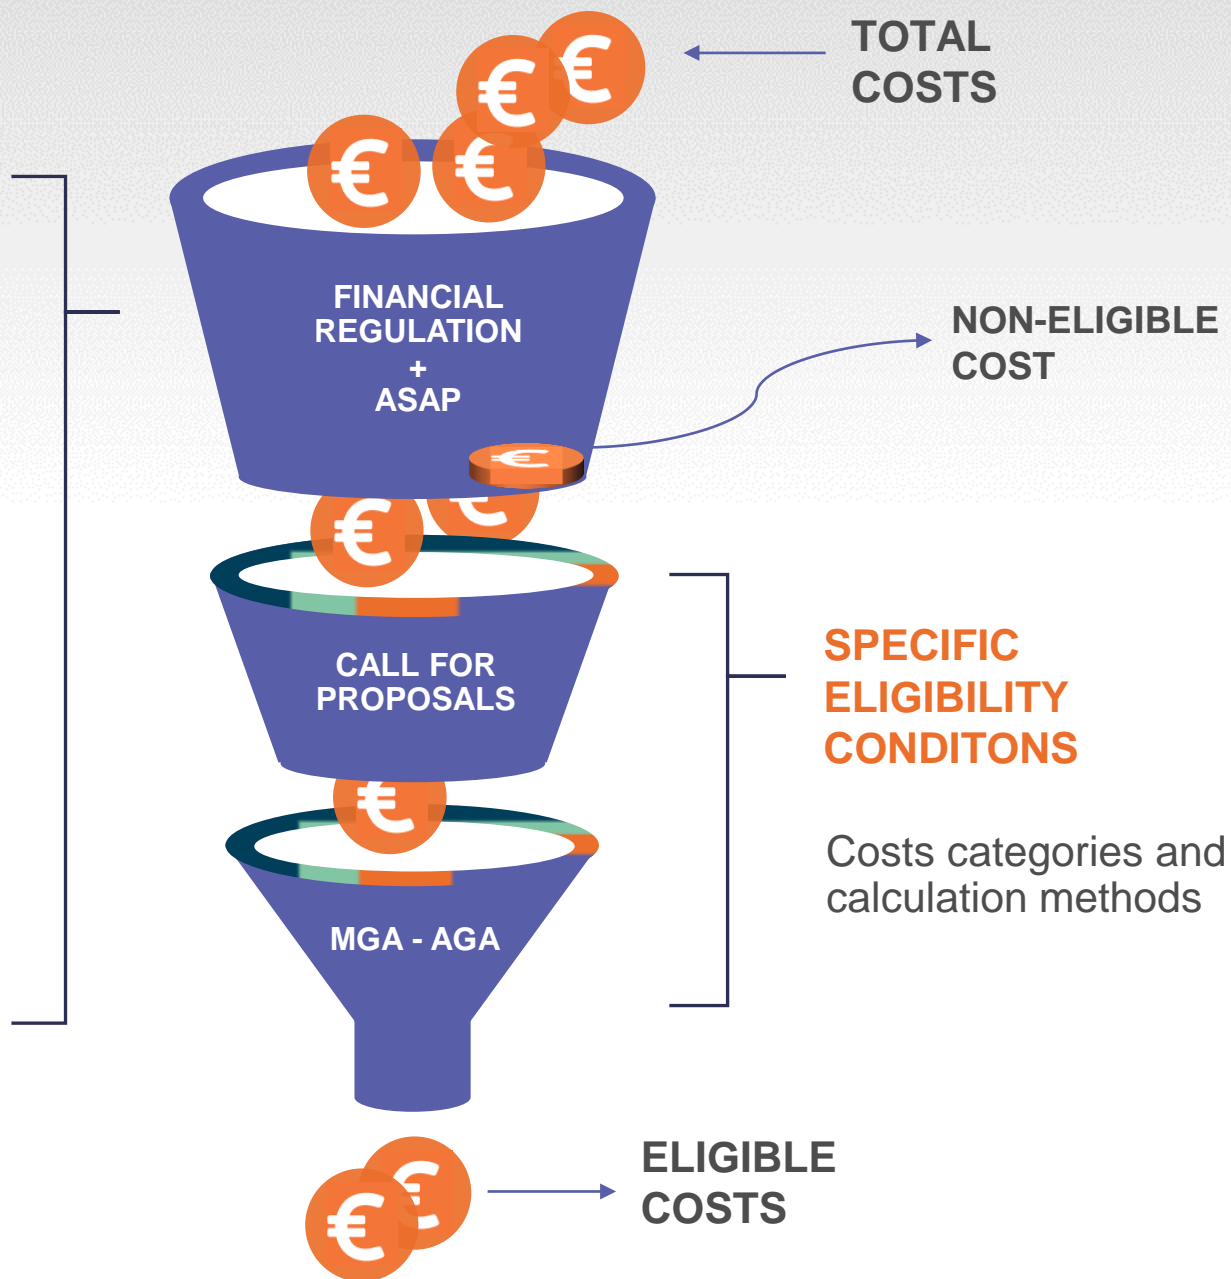 TOTAL
COSTS
FINANCIAL
REGULATION
+
ASAP
NON-ELIGIBLE
COST
CALL FOR
PROPOSALS
SPECIFIC
ELIGIBILITY
CONDITONS
Costs categories and
calculation methods
MGA - AGA
ELIGIBLE
COSTS